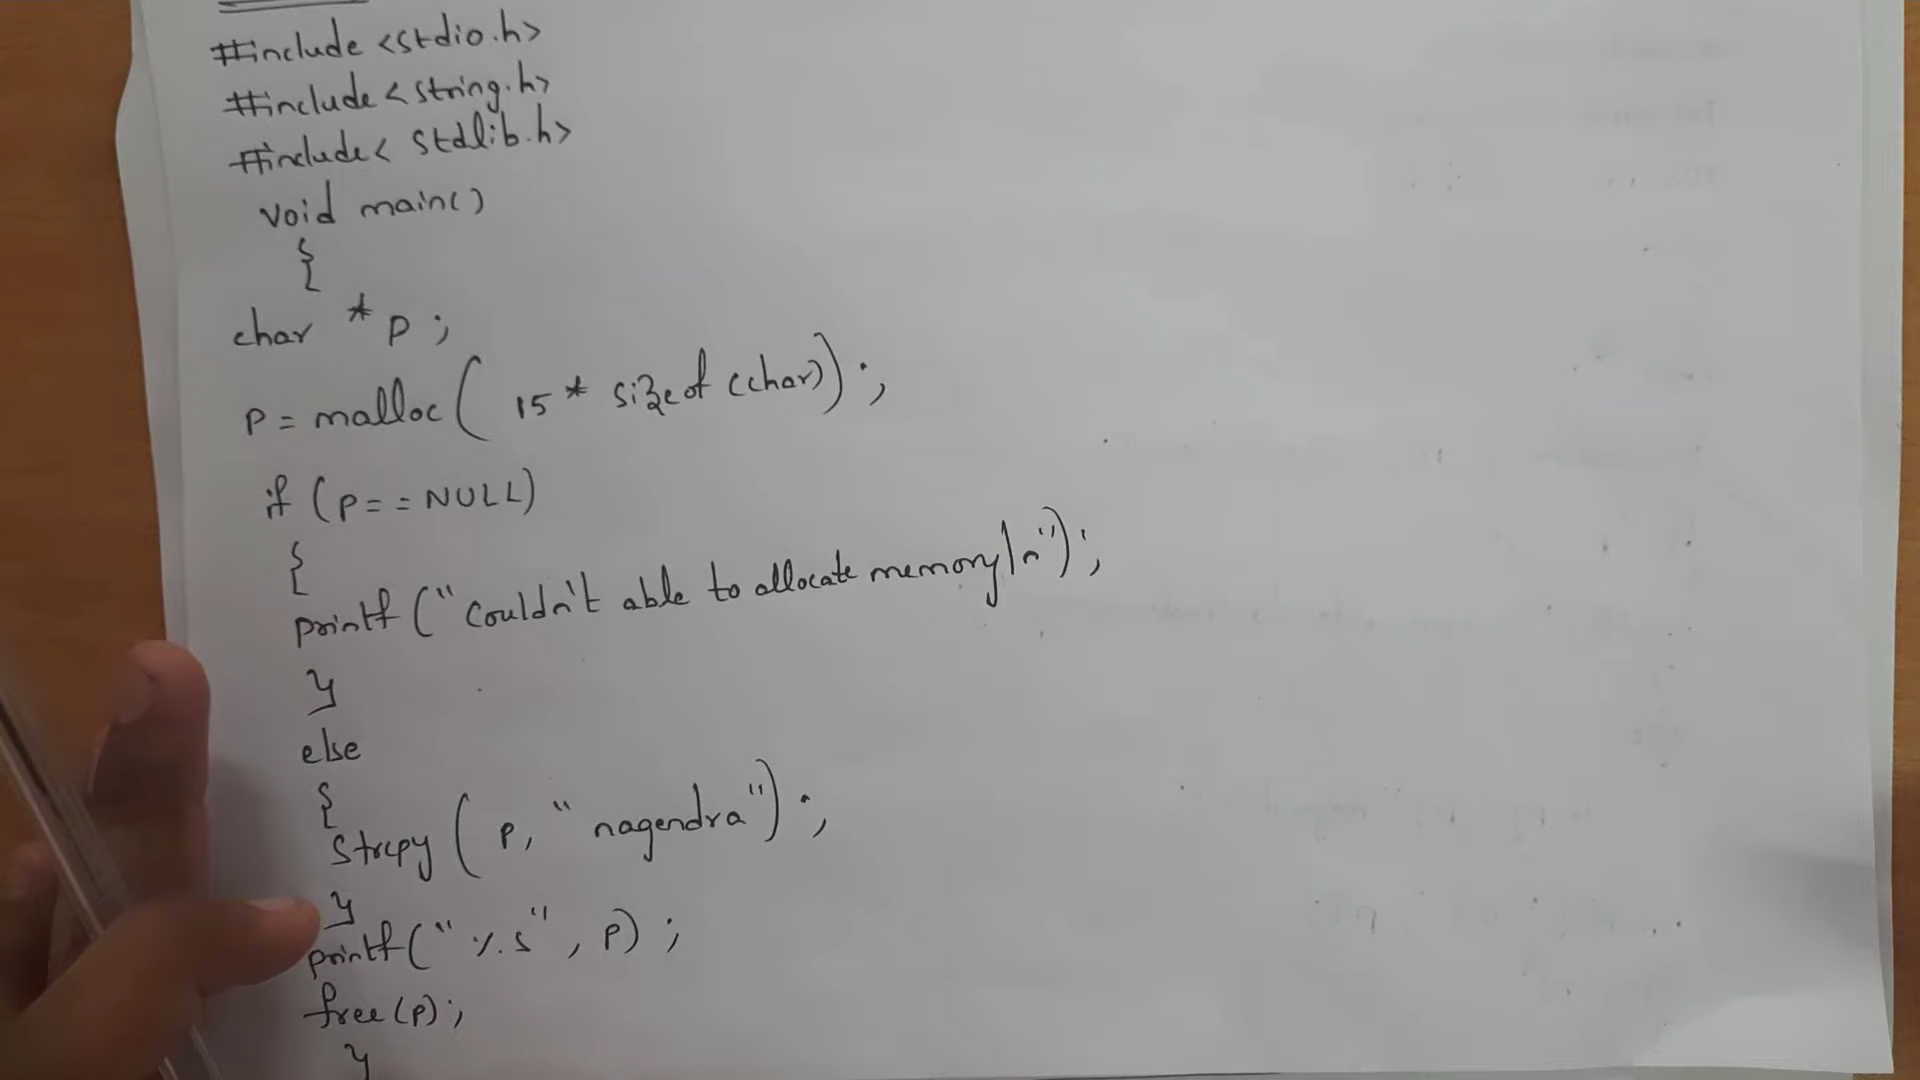 #include <stdio.h>
#include < string.h>
#include < stdlib.h>
void main()
{
char * p ;
p = malloc ( 15 * sizeof (char)) ;
if (p == NULL)
{
printf (" couldn't able to allocate memory\n") ;
}
else
{
strcpy ( p, " nagendra") ;
}
printf (" %s" , p) ;
free (p) ;
}